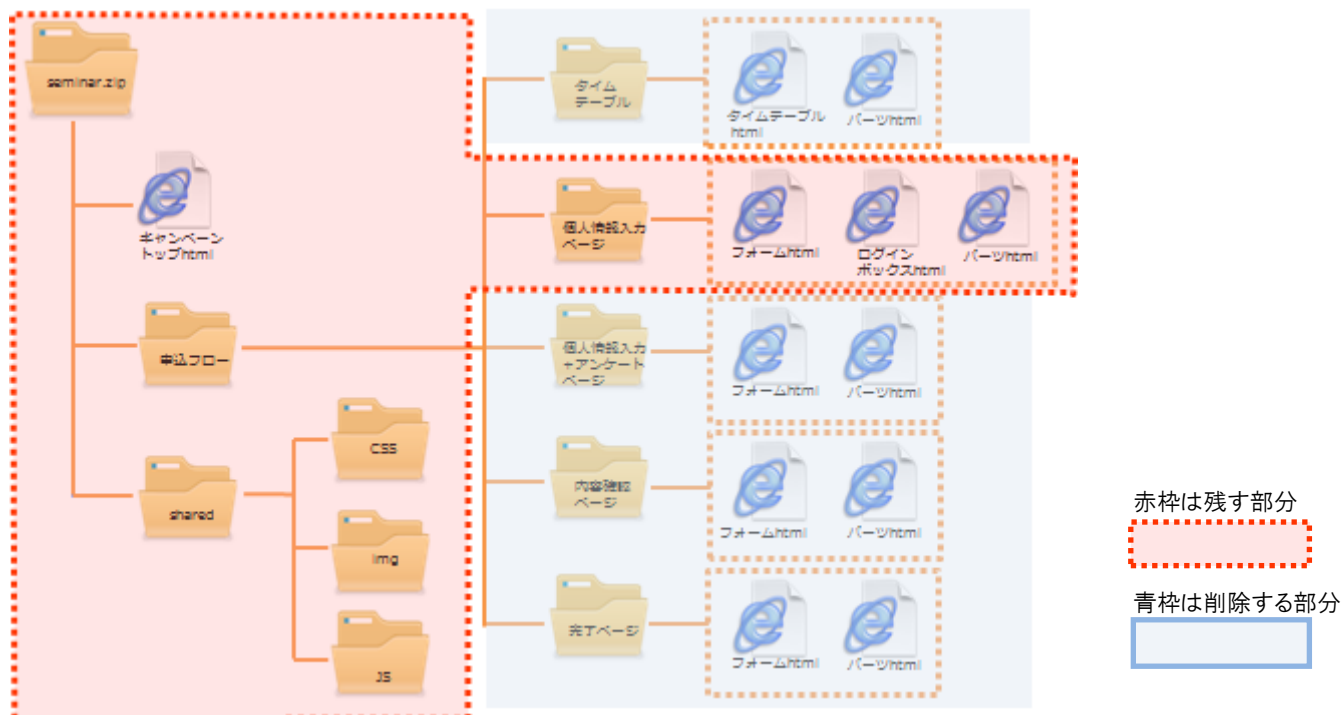 seminar.zip
キャンペーン
トップhtml
申込フロー
shared
CSS
img
JS
タイム
テーブル
タイムテーブル
html
パーツhtml
個人情報入力
ページ
フォームhtml
ログイン
ボックスhtml
パーツhtml
個人情報入力
+アンケート
ページ
フォームhtml
パーツhtml
内容確認
ページ
フォームhtml
パーツhtml
完了ページ
フォームhtml
パーツhtml
赤枠は残す部分
青枠は削除する部分